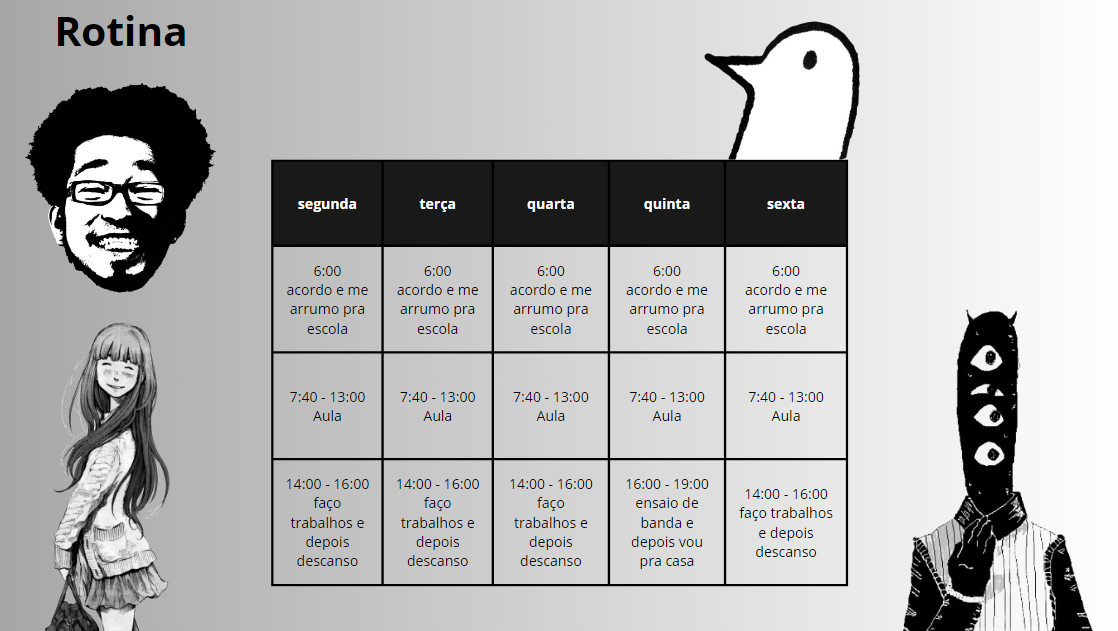 Rotina
segunda
terça
quarta
quinta
sexta
6:00
acordo e me
arrumo pra
escola
6:00
acordo e me
arrumo pra
escola
6:00
acordo e me
arrumo pra
escola
6:00
acordo e me
arrumo pra
escola
6:00
acordo e me
arrumo pra
escola
7:40 - 13:00
Aula
7:40 - 13:00
Aula
7:40 - 13:00
Aula
7:40 - 13:00
Aula
7:40 - 13:00
Aula
14:00 - 16:00
faço
trabalhos e
depois
descanso
14:00 - 16:00
faço
trabalhos e
depois
descanso
14:00 - 16:00
faço
trabalhos e
depois
descanso
16:00 - 19:00
ensaio de
banda e
depois vou
pra casa
14:00 - 16:00
faço trabalhos
e depois
descanso